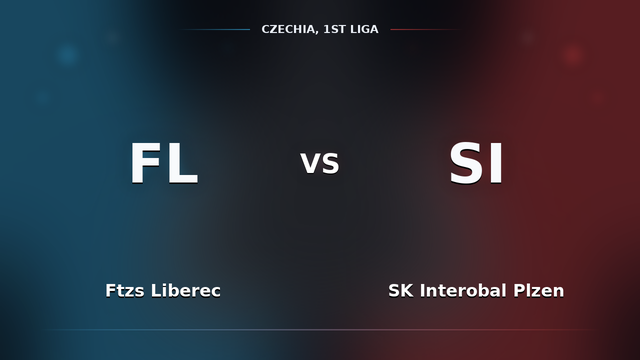 CZECHIA, 1ST LIGA
FL
VS
SI
Ftzs Liberec
SK Interobal Plzen